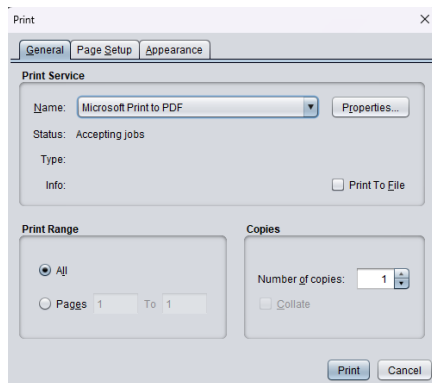 Print
General Page Setup Appearance
Print Service
Name: Microsoft Print to PDF Properties...
Status: Accepting jobs
Type:
Info: Print To File
Print Range Copies
All Number of copies: 1
Pages 1 To 1 Collate
Print Cancel